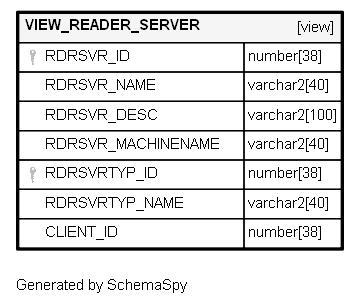 VIEW_READER_SERVER [view]
RDRSVR_ID number[38]
RDRSVR_NAME varchar2[40]
RDRSVR_DESC varchar2[100]
RDRSVR_MACHINENAME varchar2[40]
RDRSVRTYP_ID number[38]
RDRSVRTYP_NAME varchar2[40]
CLIENT_ID number[38]
Generated by SchemaSpy